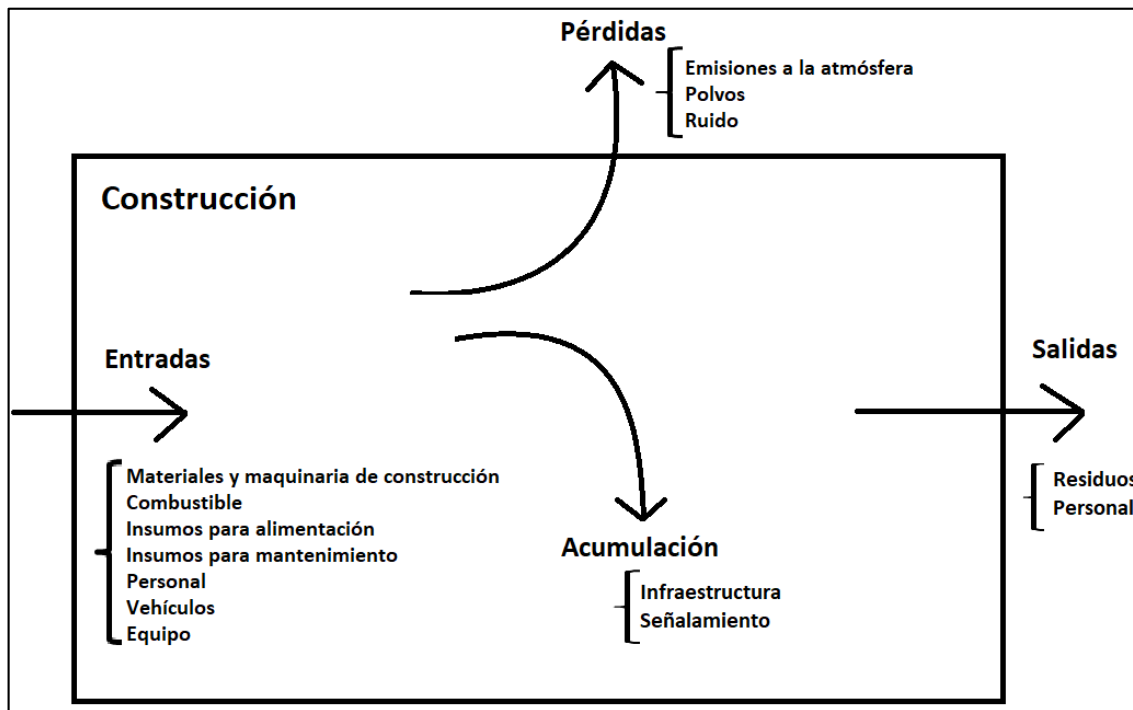 Pérdidas
Emisiones a la atmósfera
Polvos
Ruido
Construcción
Entradas
Materiales y maquinaria de construcción
Combustible
Insumos para alimentación
Insumos para mantenimiento
Personal
Vehículos
Equipo
Acumulación
Infraestructura
Señalamiento
Salidas
Residuos
Personal